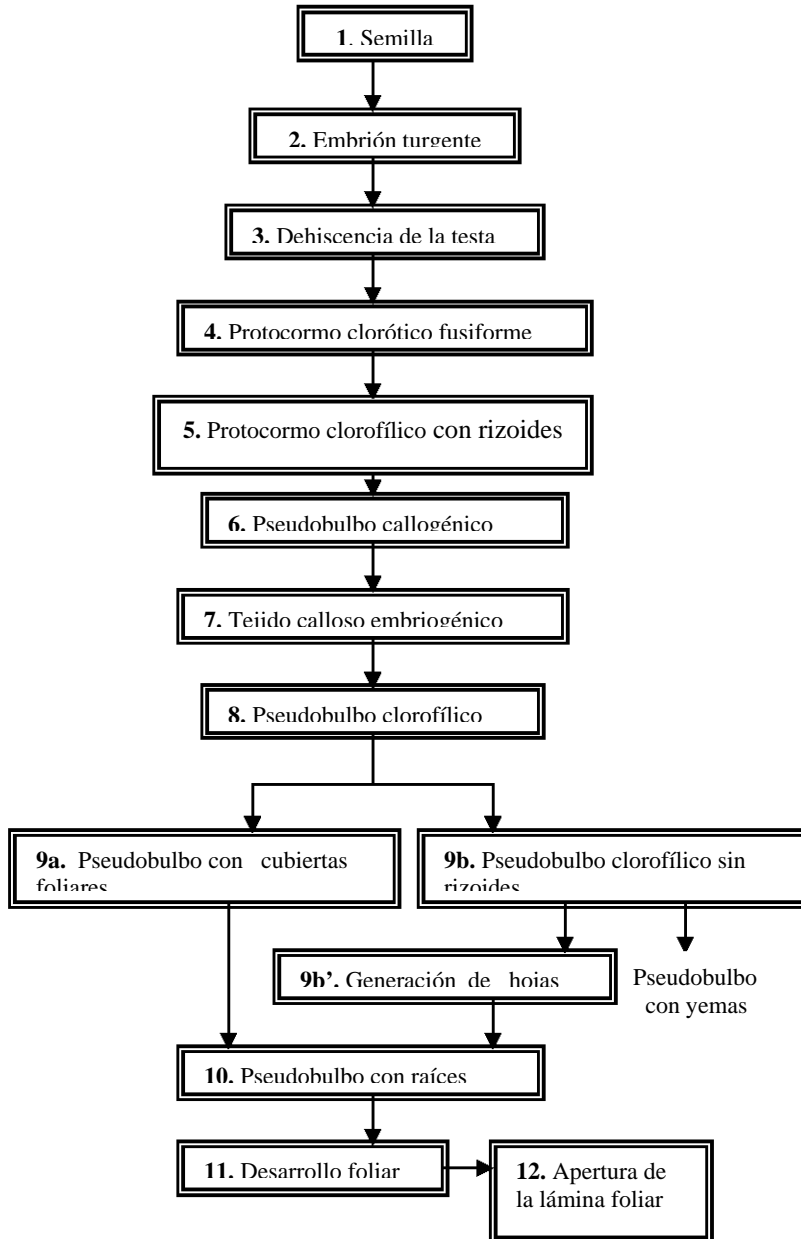 1. Semilla
2. Embrión turgente
3. Dehiscencia de la testa
4. Protocormo clorótico fusiforme
5. Protocormo clorofílico con rizoides
6. Pseudobulbo callogénico
7. Tejido calloso embriogénico
8. Pseudobulbo clorofílico
9a. Pseudobulbo con cubiertas
foliares
9b. Pseudobulbo clorofílico sin
rizoides
9b’. Generación de hojas
Pseudobulbo
con yemas
10. Pseudobulbo con raíces
11. Desarrollo foliar
12. Apertura de
la lámina foliar